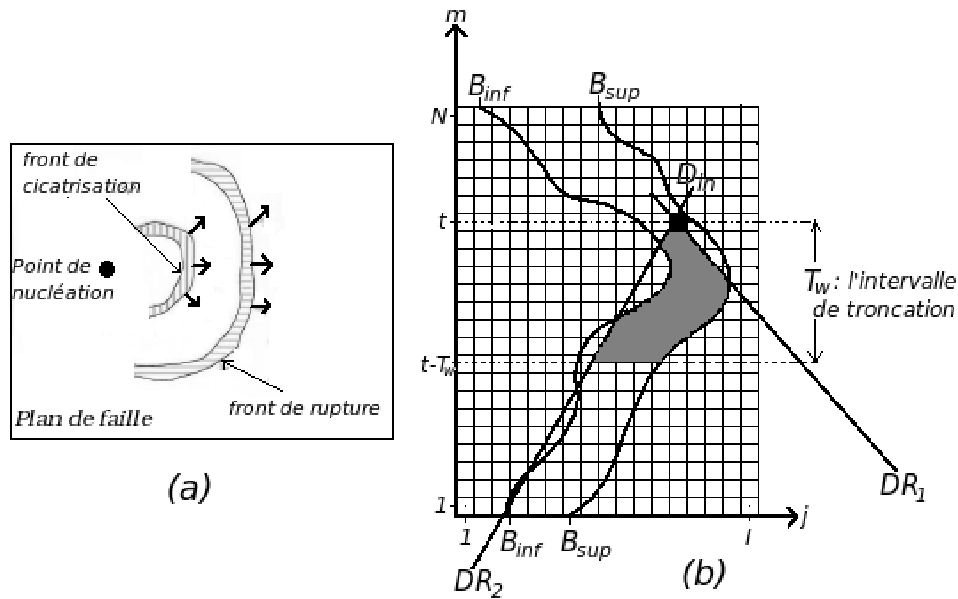 front de
cicatrisation
Point de
nucléation
front de rupture
Plan de faille
(a)
m
B_inf
B_sup
N
D_in
t
T_w : l'intervalle
de troncation
t-T_w
DR_1
1
j
1
B_inf
B_sup
l
DR_2
(b)